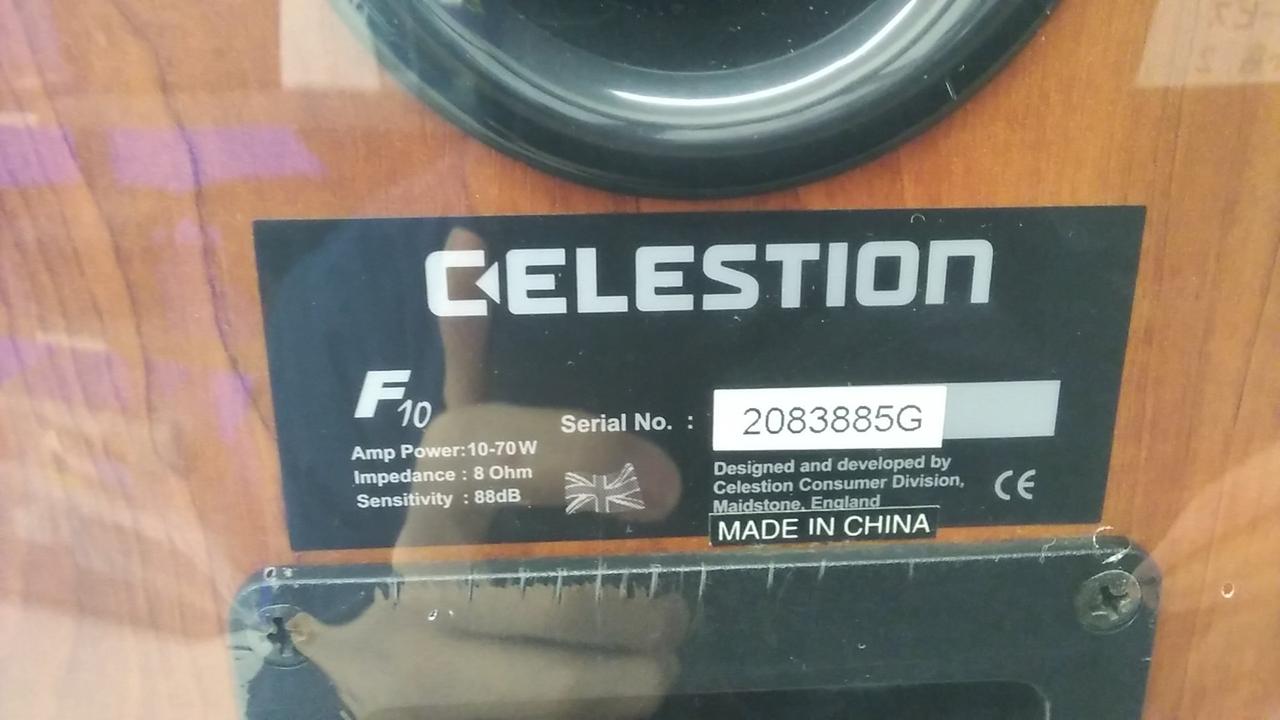 CELESTION
F10
Amp Power:10-70W
Impedance : 8 Ohm
Sensitivity : 88dB
Serial No. : 2083885G
Designed and developed by
Celestion Consumer Division,
Maidstone, England
MADE IN CHINA
CE